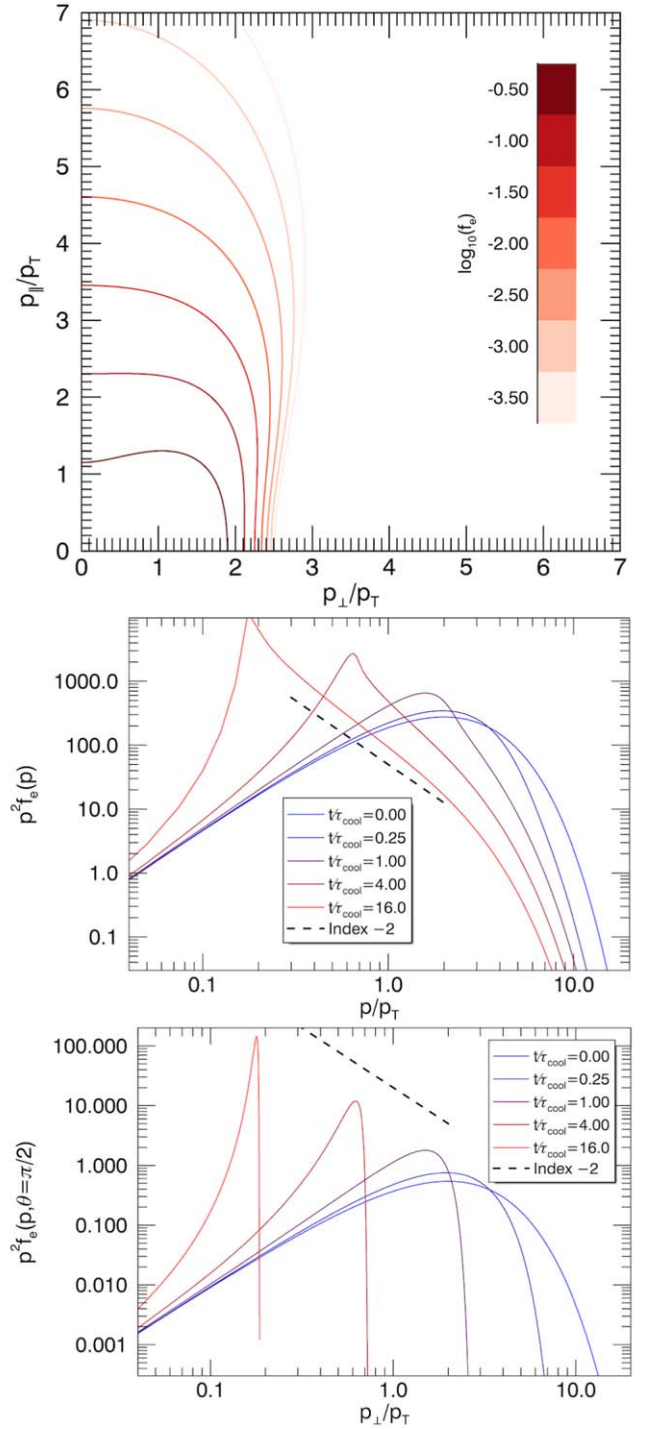 7
6
5
4
3
2
1
0
p∥/pT
0 1 2 3 4 5 6 7
p⊥/pT
-0.50
-1.00
-1.50
-2.00
-2.50
-3.00
-3.50
log10(fe)
1000.0
100.0
10.0
1.0
0.1
p²fe(p)
t/τcool=0.00
t/τcool=0.25
t/τcool=1.00
t/τcool=4.00
t/τcool=16.0
Index −2
0.1 1.0 10.0
p/pT
100.000
10.000
1.000
0.100
0.010
0.001
p²fe(p,θ=π/2)
t/τcool=0.00
t/τcool=0.25
t/τcool=1.00
t/τcool=4.00
t/τcool=16.0
Index −2
0.1 1.0 10.0
p⊥/pT